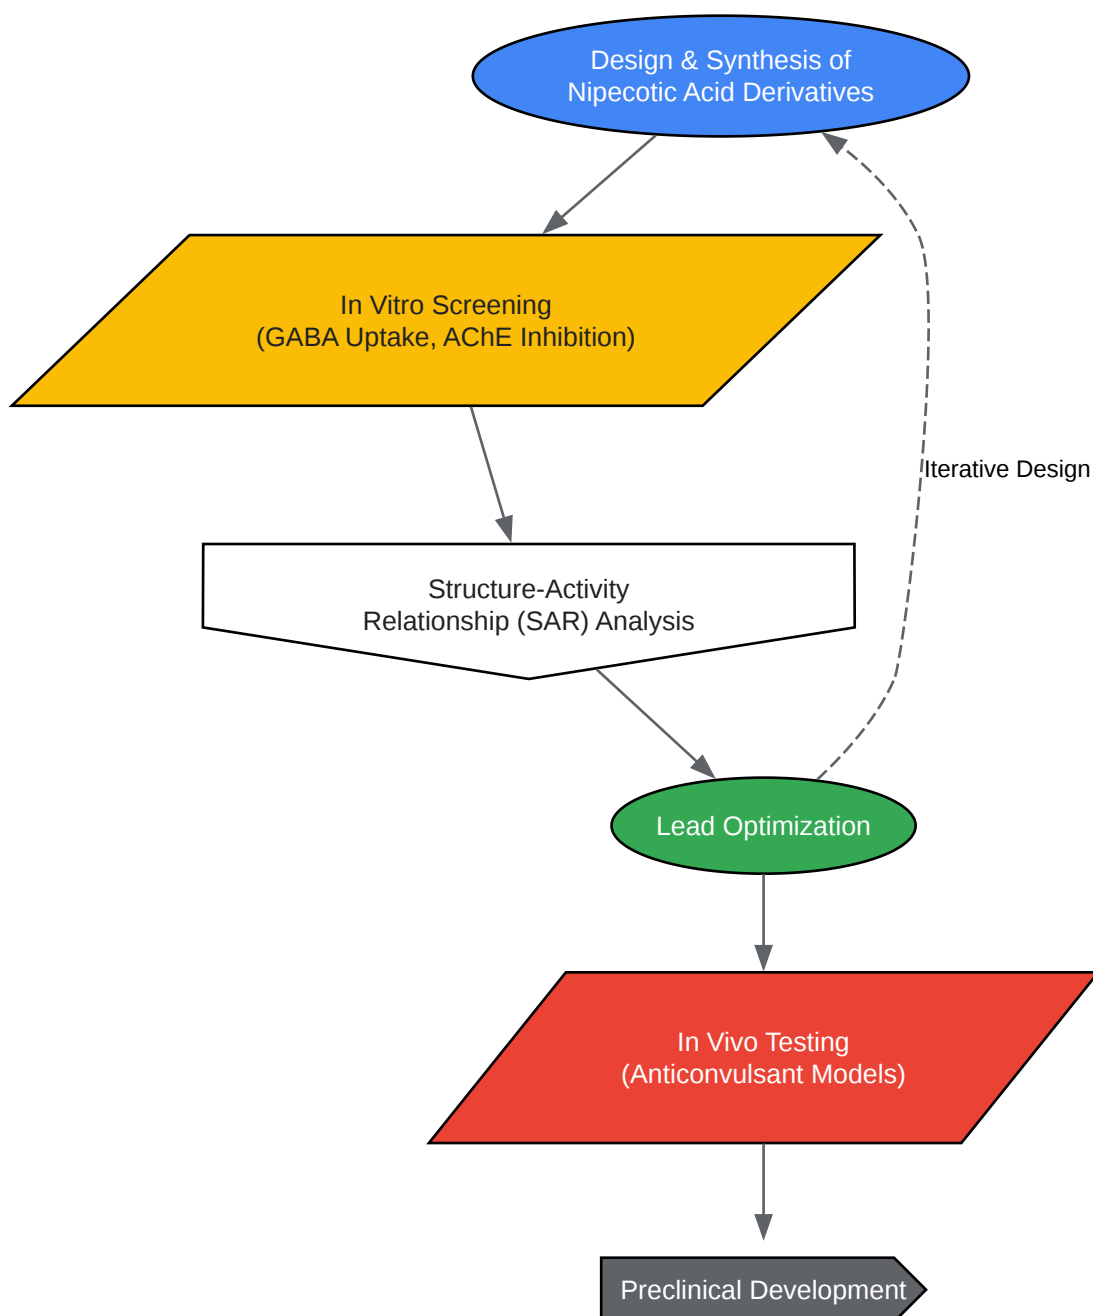 Design & Synthesis of
Nipecotic Acid Derivatives
In Vitro Screening
(GABA Uptake, AChE Inhibition)
Iterative Design
Structure-Activity
Relationship (SAR) Analysis
Lead Optimization
In Vivo Testing
(Anticonvulsant Models)
Preclinical Development